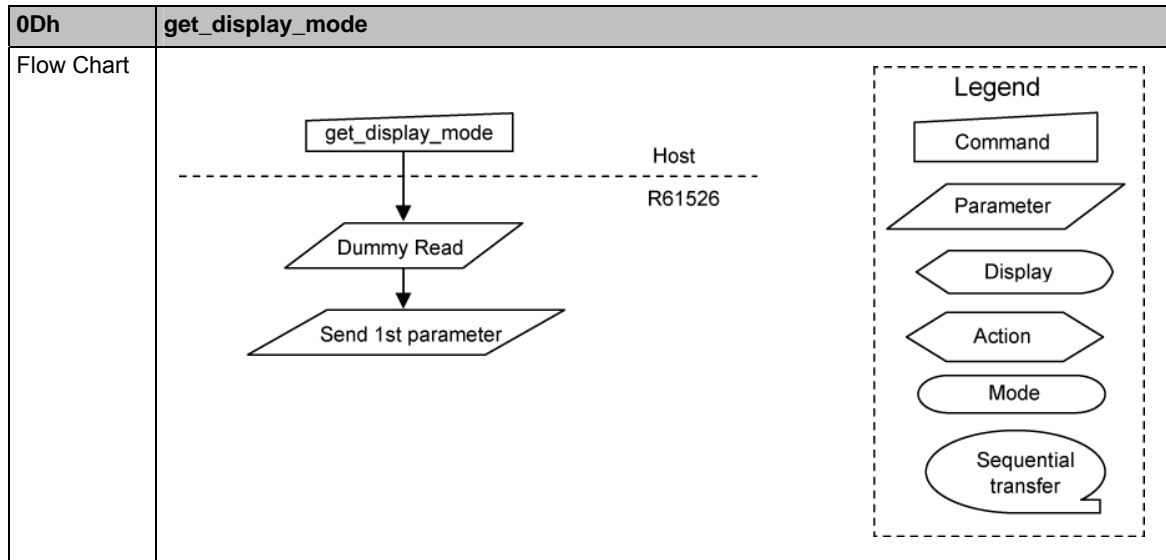 0Dh get_display_mode
Flow Chart
get_display_mode
Host
R61526
Dummy Read
Send 1st parameter
Legend
Command
Parameter
Display
Action
Mode
Sequential
transfer